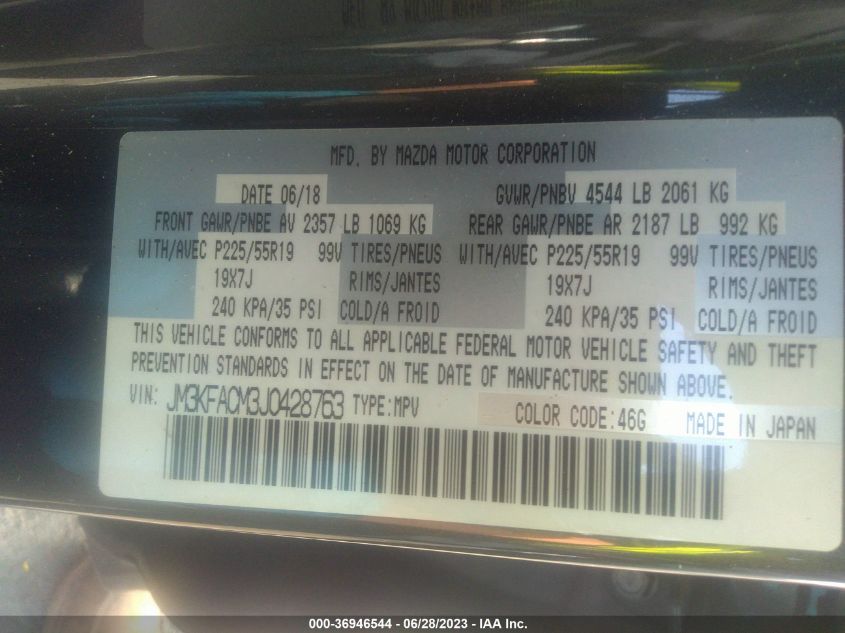 MFD. BY MAZDA MOTOR CORPORATION
DATE 06/18 GVWR/PNBV 4544 LB 2061 KG
FRONT GAWR/PNBE AV 2357 LB 1069 KG REAR GAWR/PNBE AR 2187 LB 992 KG
WITH/AVEC P225/55R19 99V TIRES/PNEUS WITH/AVEC P225/55R19 99V TIRES/PNEUS
19X7J RIMS/JANTES 19X7J RIMS/JANTES
240 KPA/35 PSI COLD/A FROID 240 KPA/35 PSI COLD/A FROID
THIS VEHICLE CONFORMS TO ALL APPLICABLE FEDERAL MOTOR VEHICLE SAFETY AND THEFT
PREVENTION STANDARDS IN EFFECT ON THE DATE OF MANUFACTURE SHOWN ABOVE.
VIN: JM3KFACM3J0428763 TYPE:MPV COLOR CODE:46G MADE IN JAPAN
000-36946544 / 06/28/2023 - IAA Inc.